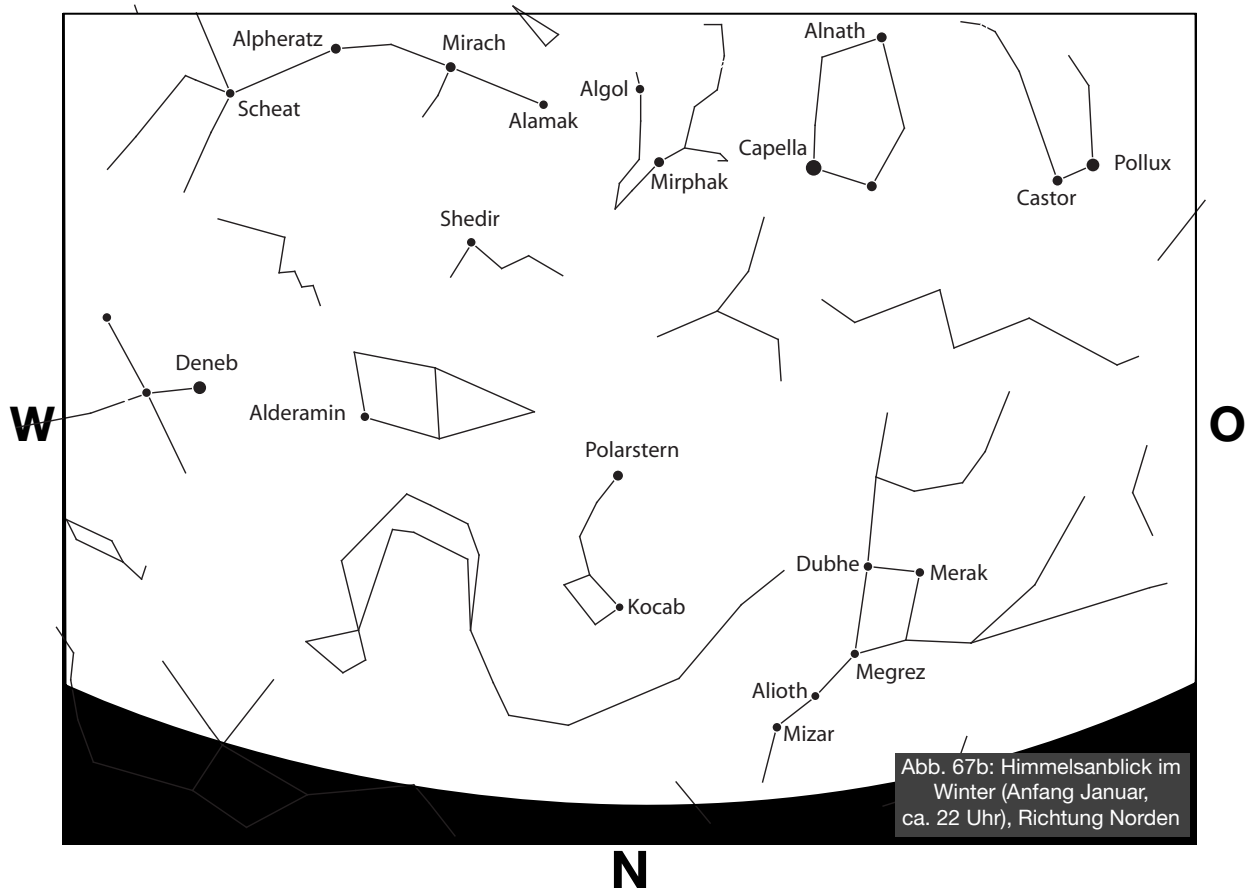 Alpheratz
Mirach
Alnath
Scheat
Algol
Alamak
Capella
Mirphak
Pollux
Castor
Shedir
Deneb
Alderamin
W
O
Polarstern
Dubhe
Merak
Kocab
Megrez
Alioth
Mizar
Abb. 67b: Himmelsanblick im
Winter (Anfang Januar,
ca. 22 Uhr), Richtung Norden
N